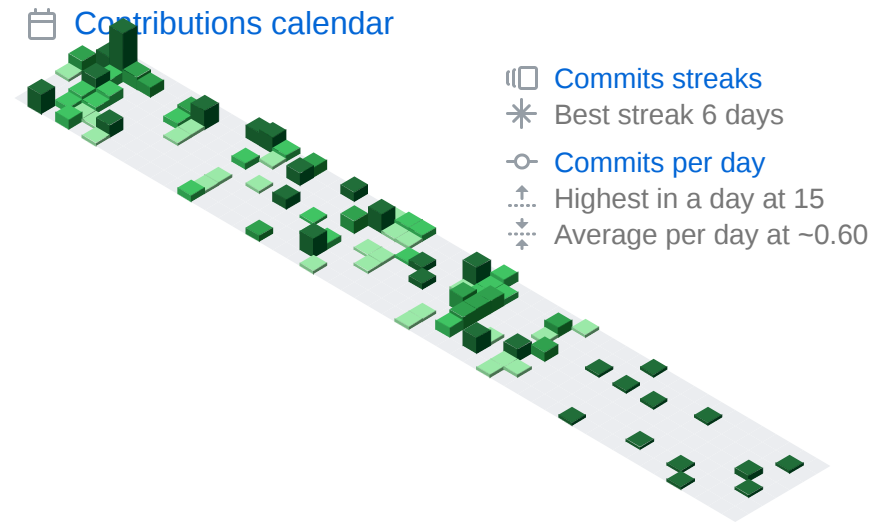 Contributions calendar
Commits streaks
Best streak 6 days
Commits per day
Highest in a day at 15
Average per day at ~0.60